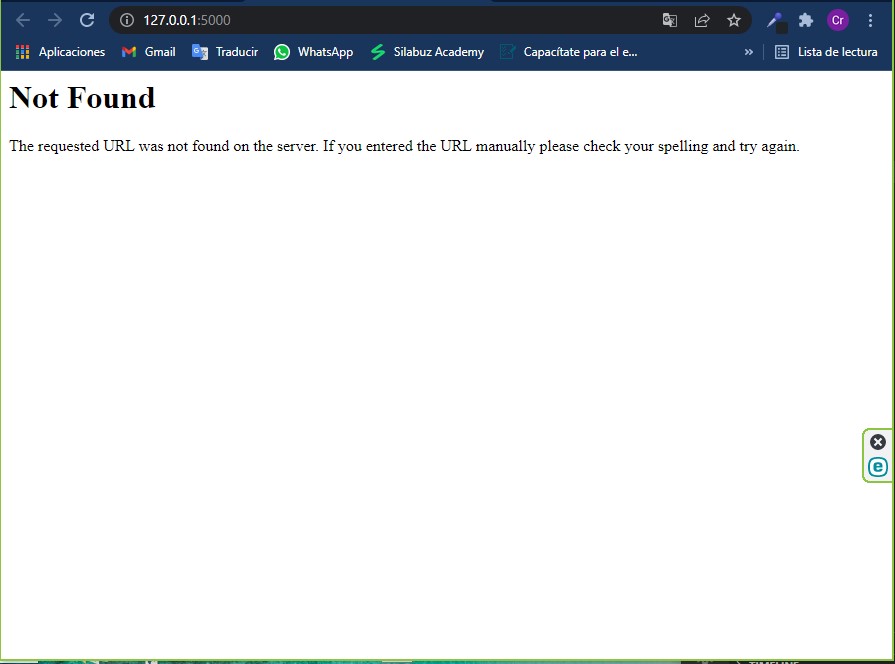 127.0.0.1:5000
Cr
Aplicaciones Gmail Traducir WhatsApp Silabuz Academy Capacítate para el e... » Lista de lectura
Not Found
The requested URL was not found on the server. If you entered the URL manually please check your spelling and try again.
e
TIMELINE